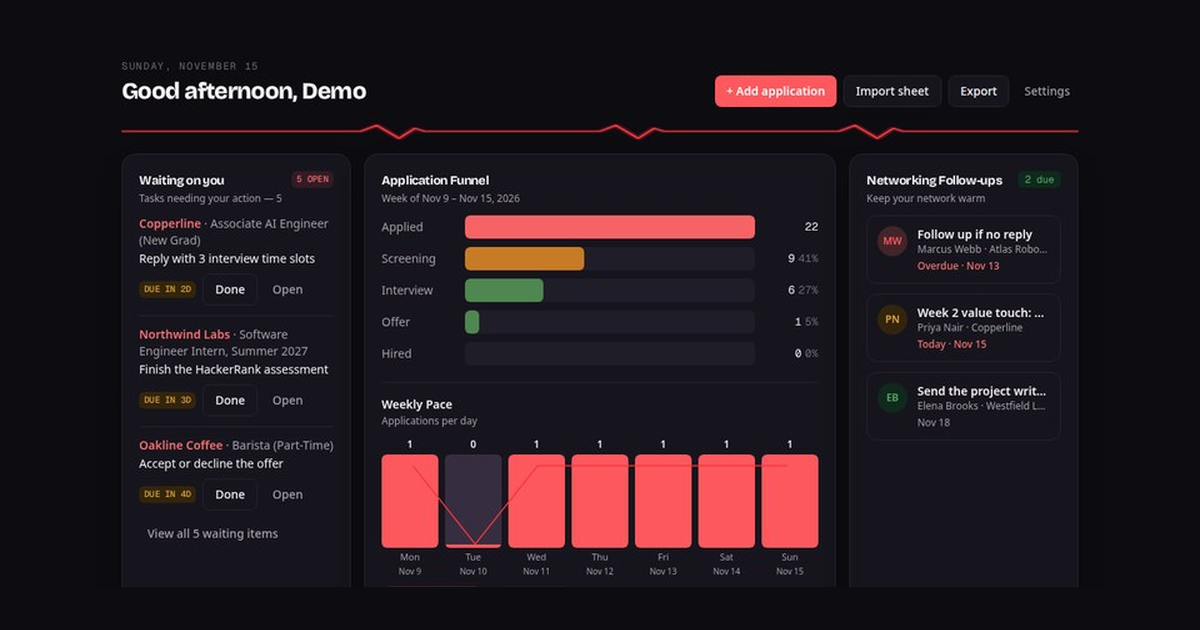 SUNDAY, NOVEMBER 15
Good afternoon, Demo
+ Add application
Import sheet
Export
Settings
Waiting on you
5 OPEN
Tasks needing your action — 5
Copperline · Associate AI Engineer
(New Grad)
Reply with 3 interview time slots
DUE IN 2D
Done
Open
Northwind Labs · Software
Engineer Intern, Summer 2027
Finish the HackerRank assessment
DUE IN 3D
Done
Open
Oakline Coffee · Barista (Part-Time)
Accept or decline the offer
DUE IN 4D
Done
Open
View all 5 waiting items
Application Funnel
Week of Nov 9 – Nov 15, 2026
Applied 22
Screening 9 41%
Interview 6 27%
Offer 1 5%
Hired 0 0%
Weekly Pace
Applications per day
1 0 1 1 1 1 1
Mon Tue Wed Thu Fri Sat Sun
Nov 9 Nov 10 Nov 11 Nov 12 Nov 13 Nov 14 Nov 15
Networking Follow-ups
2 due
Keep your network warm
MW
Follow up if no reply
Marcus Webb · Atlas Robo...
Overdue · Nov 13
PN
Week 2 value touch: ...
Priya Nair · Copperline
Today · Nov 15
EB
Send the project writ...
Elena Brooks · Westfield L...
Nov 18